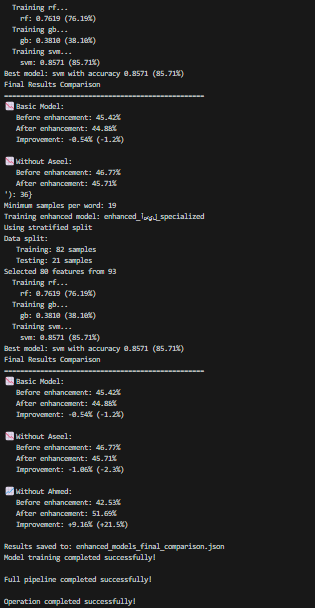 Training rf...
rf: 0.7619 (76.19%)
Training gb...
gb: 0.3810 (38.10%)
Training svm...
svm: 0.8571 (85.71%)
Best model: svm with accuracy 0.8571 (85.71%)
Final Results Comparison
==================================================
Basic Model:
Before enhancement: 45.42%
After enhancement: 44.88%
Improvement: -0.54% (-1.2%)
Without Aseel:
Before enhancement: 46.77%
After enhancement: 45.71%
'): 36}
Minimum samples per word: 19
Training enhanced model: enhanced_ _specialized
Using stratified split
Data split:
Training: 82 samples
Testing: 21 samples
Selected 80 features from 93
Training rf...
rf: 0.7619 (76.19%)
Training gb...
gb: 0.3810 (38.10%)
Training svm...
svm: 0.8571 (85.71%)
Best model: svm with accuracy 0.8571 (85.71%)
Final Results Comparison
==================================================
Basic Model:
Before enhancement: 45.42%
After enhancement: 44.88%
Improvement: -0.54% (-1.2%)
Without Aseel:
Before enhancement: 46.77%
After enhancement: 45.71%
Improvement: -1.06% (-2.3%)
Without Ahmed:
Before enhancement: 42.53%
After enhancement: 51.69%
Improvement: +9.16% (+21.5%)
Results saved to: enhanced_models_final_comparison.json
Model training completed successfully!
Full pipeline completed successfully!
Operation completed successfully!